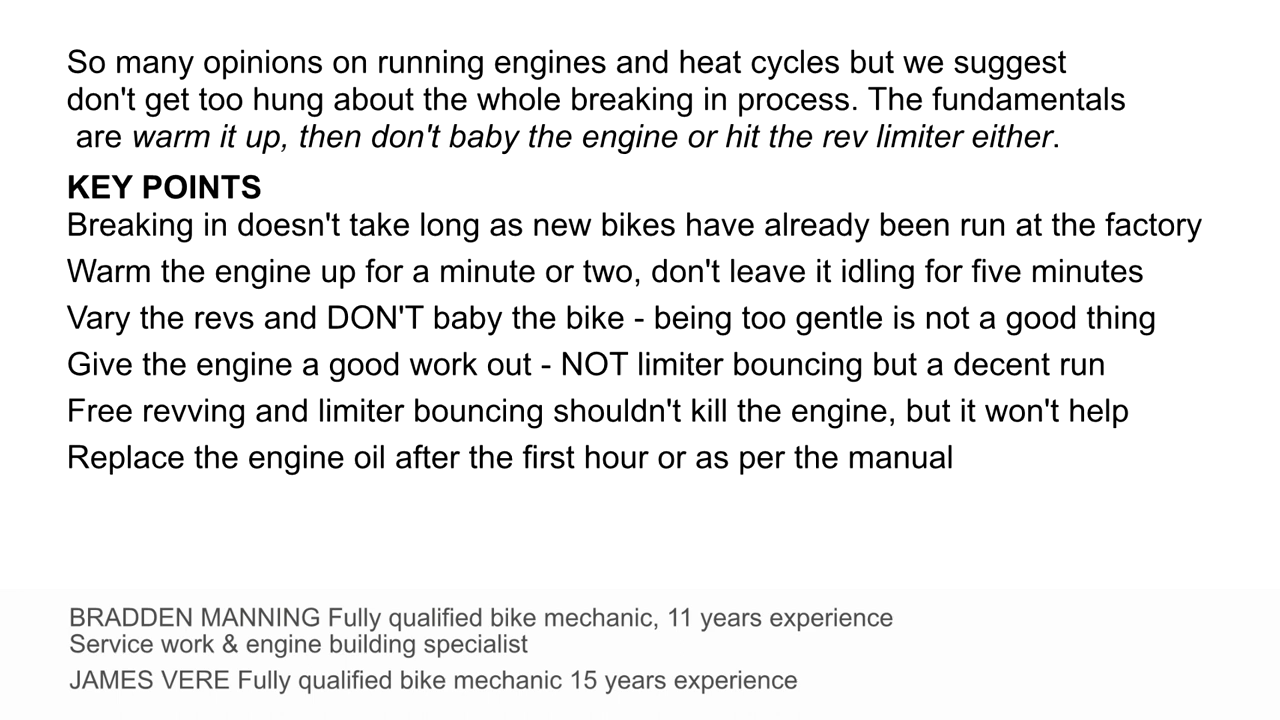 So many opinions on running engines and heat cycles but we suggest
don't get too hung about the whole breaking in process. The fundamentals
are warm it up, then don't baby the engine or hit the rev limiter either.
KEY POINTS
Breaking in doesn't take long as new bikes have already been run at the factory
Warm the engine up for a minute or two, don't leave it idling for five minutes
Vary the revs and DON'T baby the bike - being too gentle is not a good thing
Give the engine a good work out - NOT limiter bouncing but a decent run
Free revving and limiter bouncing shouldn't kill the engine, but it won't help
Replace the engine oil after the first hour or as per the manual
BRADDEN MANNING Fully qualified bike mechanic, 11 years experience
Service work & engine building specialist
JAMES VERE Fully qualified bike mechanic 15 years experience